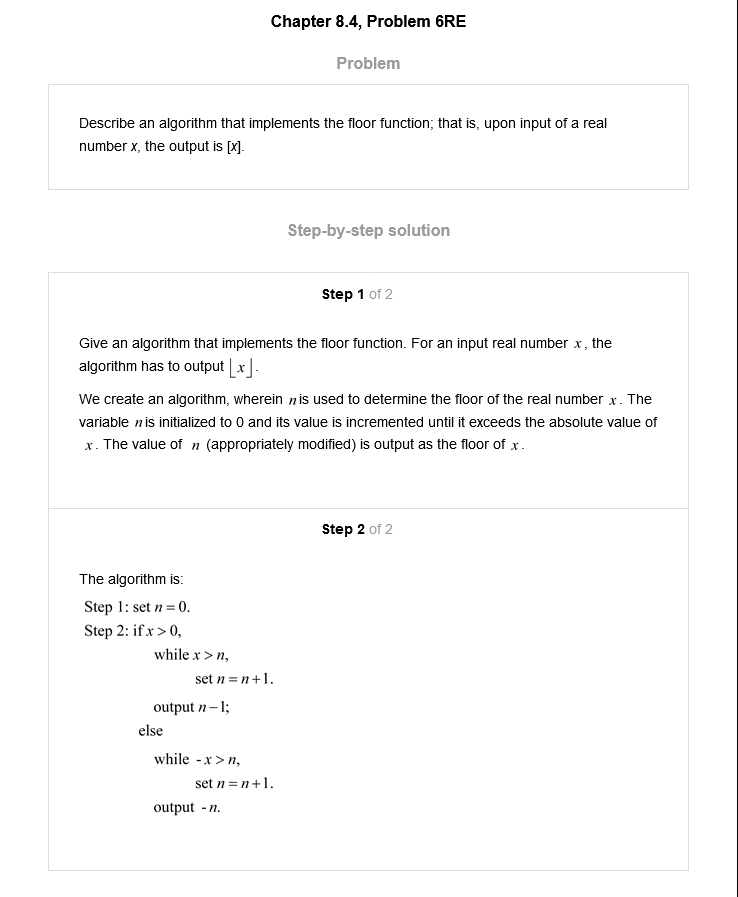 Chapter 8.4, Problem 6RE
Problem
Describe an algorithm that implements the floor function; that is, upon input of a real
number x, the output is [x].
Step-by-step solution
Step 1 of 2
Give an algorithm that implements the floor function. For an input real number x, the
algorithm has to output ⌊x⌋.
We create an algorithm, wherein n is used to determine the floor of the real number x. The
variable n is initialized to 0 and its value is incremented until it exceeds the absolute value of
x. The value of n (appropriately modified) is output as the floor of x.
Step 2 of 2
The algorithm is:
Step 1: set n = 0.
Step 2: if x > 0,
while x > n,
set n = n + 1.
output n – 1;
else
while - x > n,
set n = n + 1.
output - n.